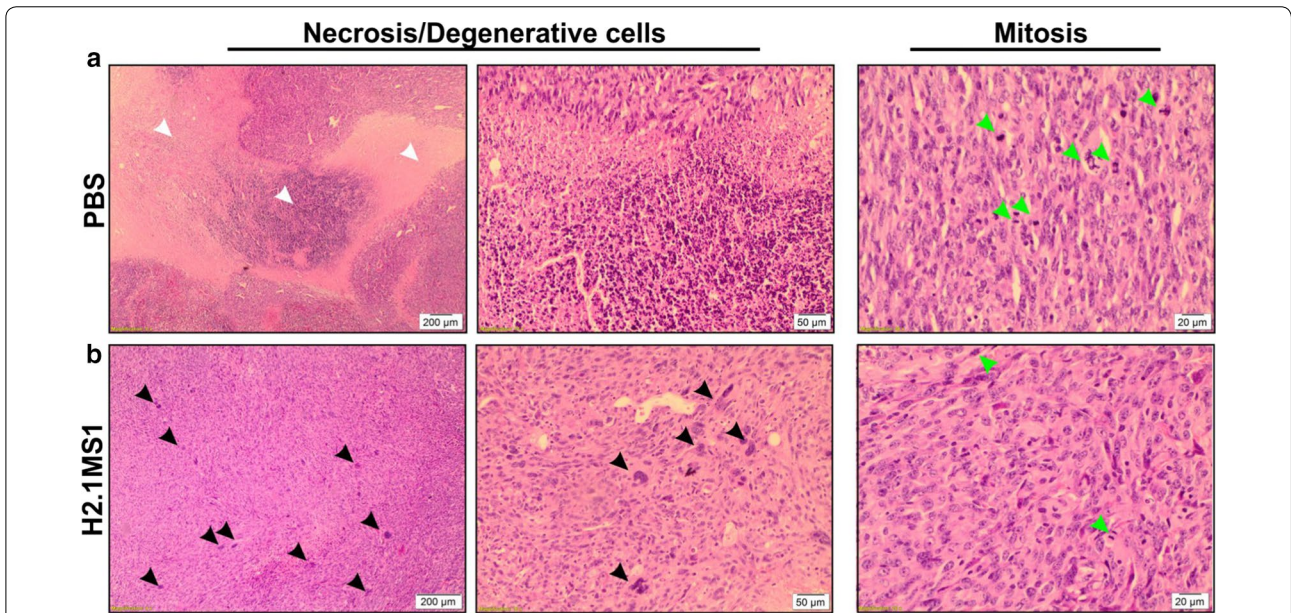 Necrosis/Degenerative cells
Mitosis
a
PBS
200 µm
50 µm
20 µm
b
H2.1MS1
200 µm
50 µm
20 µm